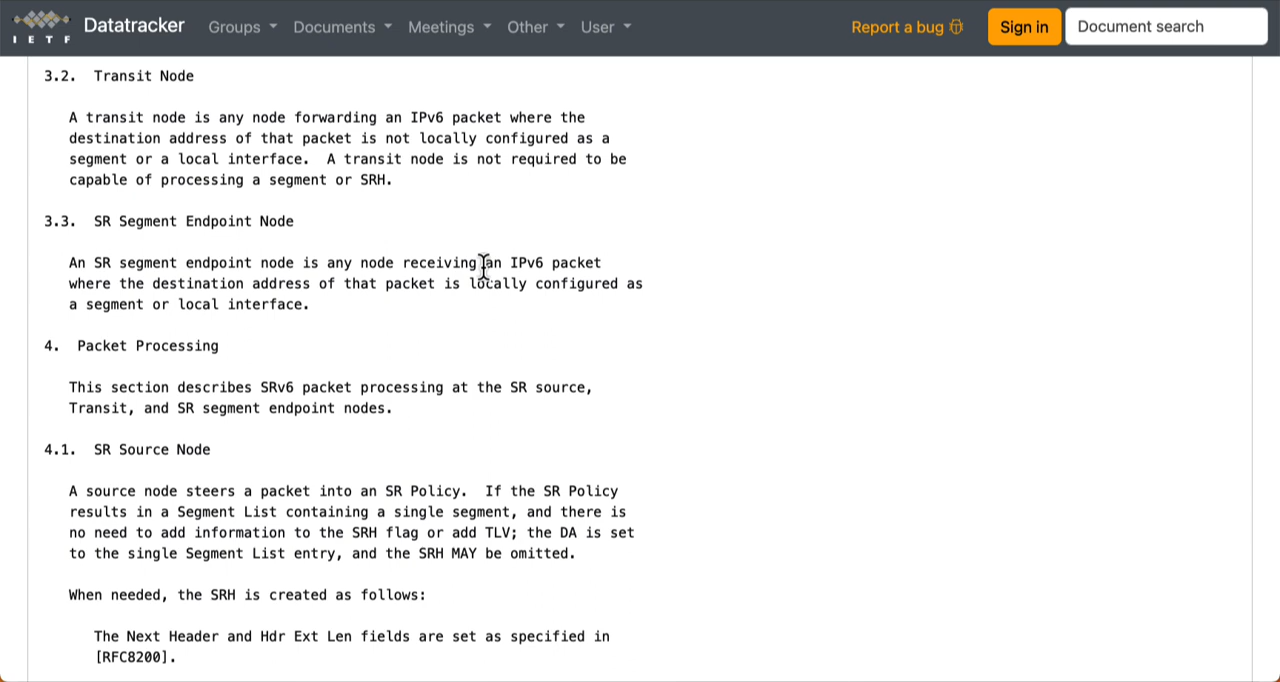 IETF
Datatracker
Groups
Documents
Meetings
Other
User
Report a bug
Sign in
Document search
3.2.  Transit Node
A transit node is any node forwarding an IPv6 packet where the
destination address of that packet is not locally configured as a
segment or a local interface.  A transit node is not required to be
capable of processing a segment or SRH.
3.3.  SR Segment Endpoint Node
An SR segment endpoint node is any node receiving an IPv6 packet
where the destination address of that packet is locally configured as
a segment or local interface.
4.  Packet Processing
This section describes SRv6 packet processing at the SR source,
Transit, and SR segment endpoint nodes.
4.1.  SR Source Node
A source node steers a packet into an SR Policy.  If the SR Policy
results in a Segment List containing a single segment, and there is
no need to add information to the SRH flag or add TLV; the DA is set
to the single Segment List entry, and the SRH MAY be omitted.
When needed, the SRH is created as follows:
The Next Header and Hdr Ext Len fields are set as specified in
[RFC8200].